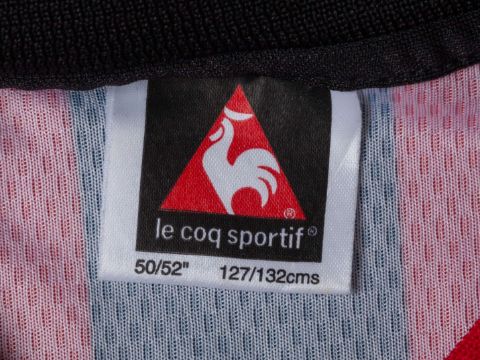 ®
le coq sportif®
50/52" 127/132cms